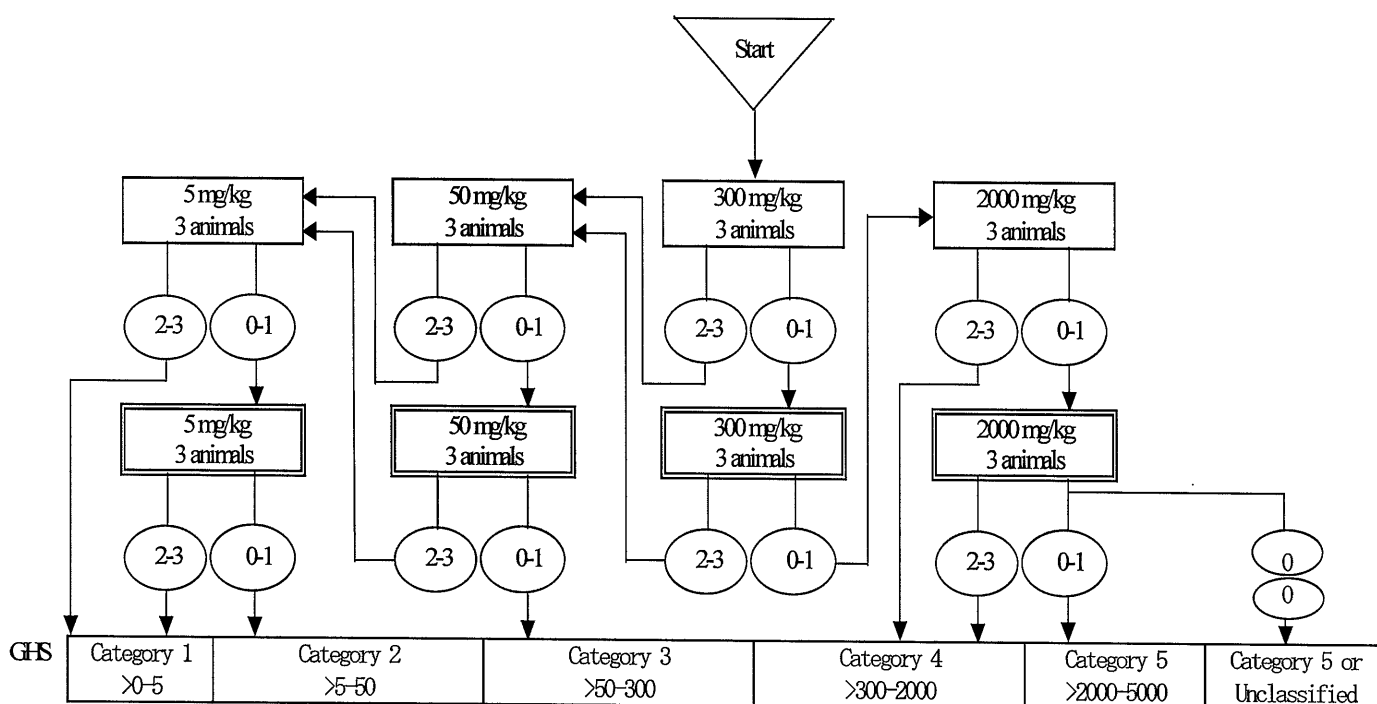 Start
5 mg/kg
3 animals
50 mg/kg
3 animals
300 mg/kg
3 animals
2000 mg/kg
3 animals
2-3
0-1
2-3
0-1
2-3
0-1
2-3
0-1
5 mg/kg
3 animals
50 mg/kg
3 animals
300 mg/kg
3 animals
2000 mg/kg
3 animals
2-3
0-1
2-3
0-1
2-3
0-1
2-3
0-1
0
0
GHS
Category 1
>0-5
Category 2
>5-50
Category 3
>50-300
Category 4
>300-2000
Category 5
>2000-5000
Category 5 or
Unclassified